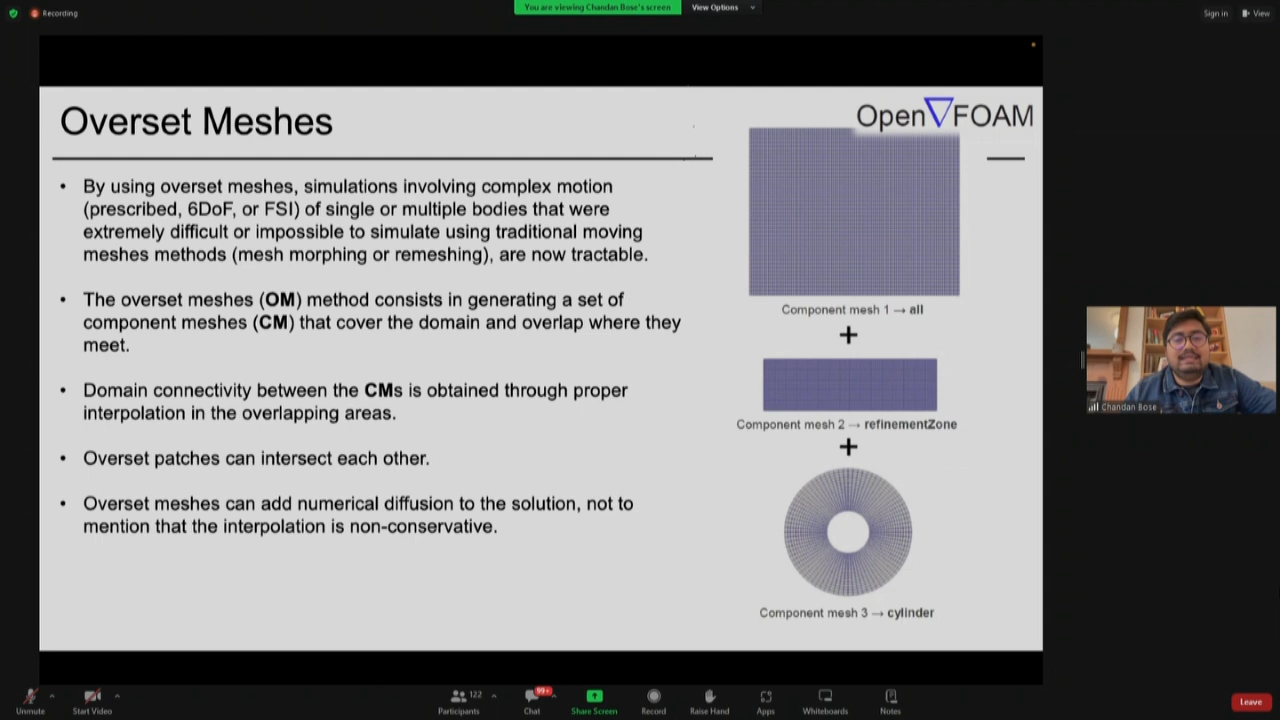 Recording
You are viewing Chandan Bose's screen
View Options
Sign in
View
Overset Meshes
Open∇FOAM
• By using overset meshes, simulations involving complex motion
(prescribed, 6DoF, or FSI) of single or multiple bodies that were
extremely difficult or impossible to simulate using traditional moving
meshes methods (mesh morphing or remeshing), are now tractable.
• The overset meshes (OM) method consists in generating a set of
component meshes (CM) that cover the domain and overlap where they
meet.
• Domain connectivity between the CMs is obtained through proper
interpolation in the overlapping areas.
• Overset patches can intersect each other.
• Overset meshes can add numerical diffusion to the solution, not to
mention that the interpolation is non-conservative.
Component mesh 1 → all
+
Component mesh 2 → refinementZone
+
Component mesh 3 → cylinder
Chandan Bose
Unmute
Start Video
122
Participants
99+
Chat
Share Screen
Record
Raise Hand
Apps
Whiteboards
Notes
Leave